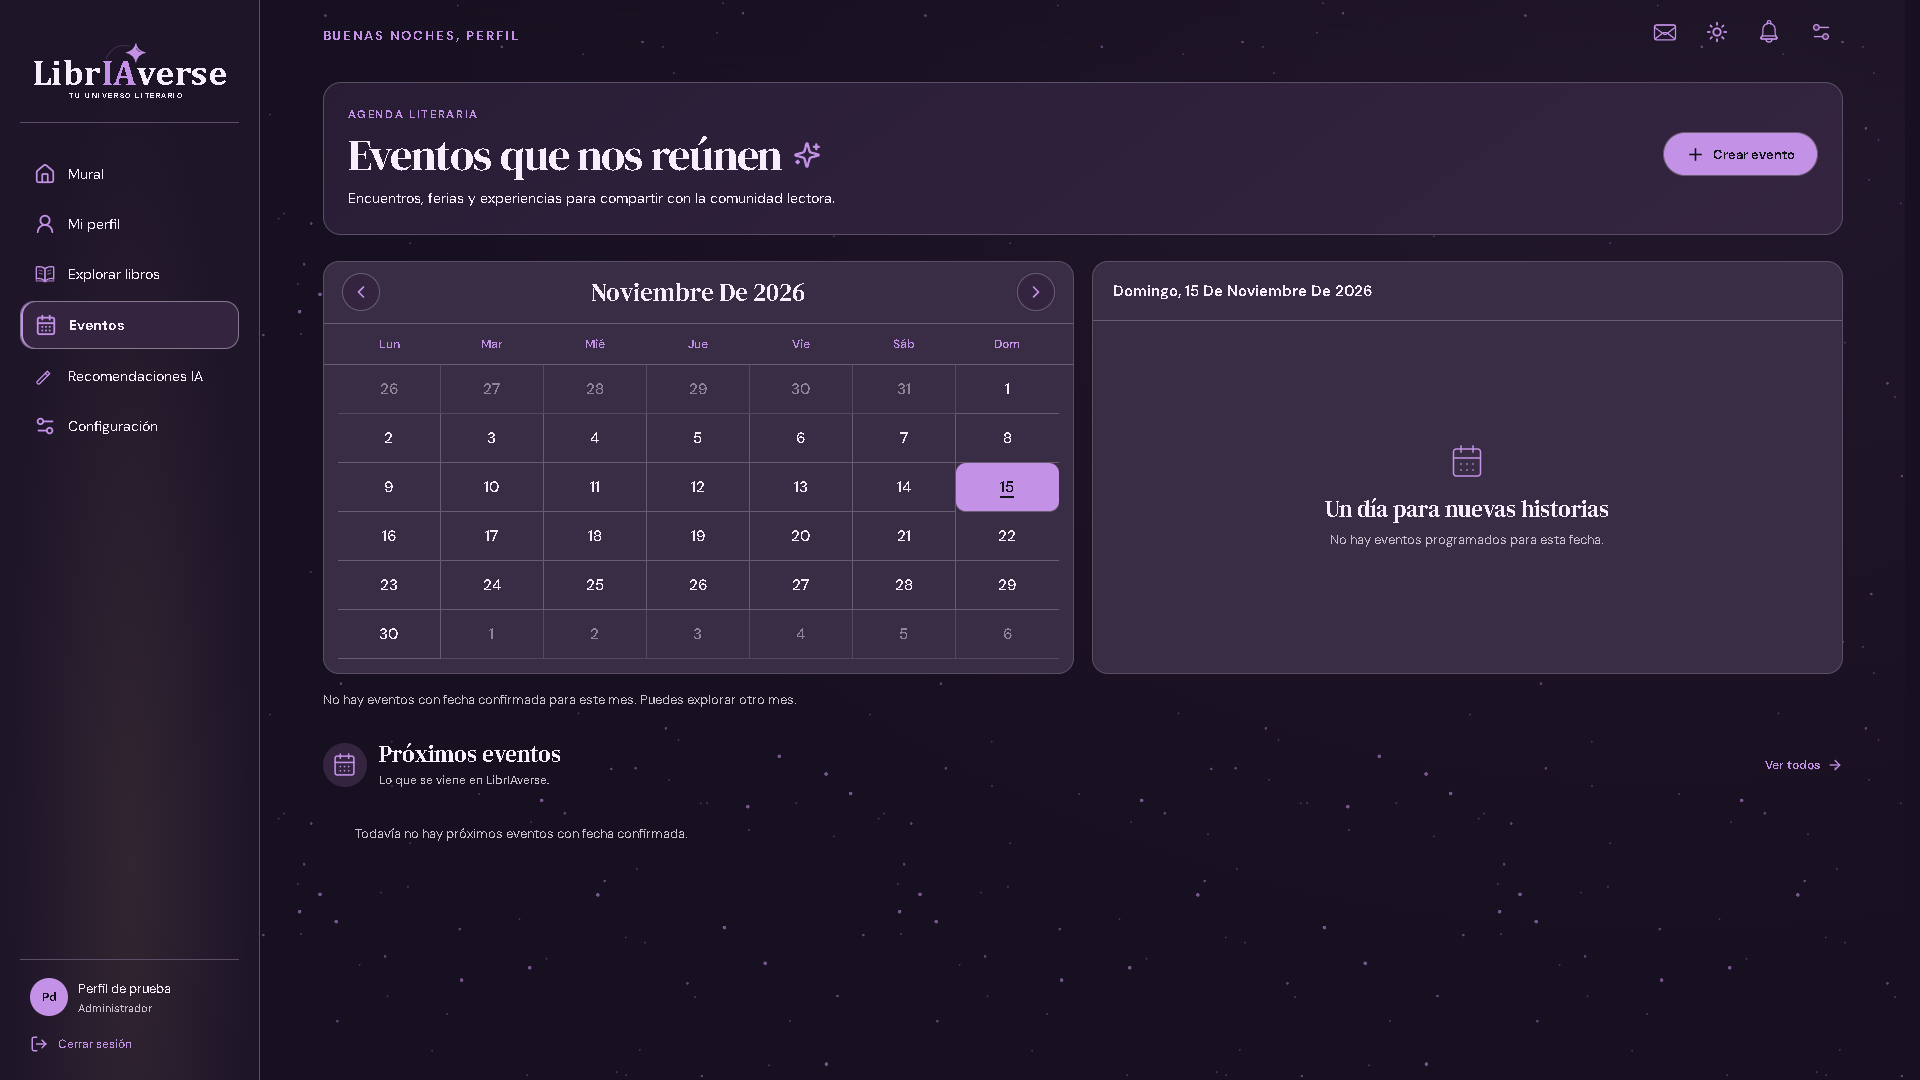 LibrIAverse
TU UNIVERSO LITERARIO
Mural
Mi perfil
Explorar libros
Eventos
Recomendaciones IA
Configuración
Perfil de prueba
Pd
Administrador
Cerrar sesión
BUENAS NOCHES, PERFIL
AGENDA LITERARIA
Eventos que nos reúnen
Encuentros, ferias y experiencias para compartir con la comunidad lectora.
Crear evento
Noviembre De 2026
Lun Mar Mié Jue Vie Sáb Dom
26 27 28 29 30 31 1
2 3 4 5 6 7 8
9 10 11 12 13 14 15
16 17 18 19 20 21 22
23 24 25 26 27 28 29
30 1 2 3 4 5 6
Domingo, 15 De Noviembre De 2026
Un día para nuevas historias
No hay eventos programados para esta fecha.
No hay eventos con fecha confirmada para este mes. Puedes explorar otro mes.
Próximos eventos
Lo que se viene en LibrIAverse.
Ver todos
Todavía no hay próximos eventos con fecha confirmada.